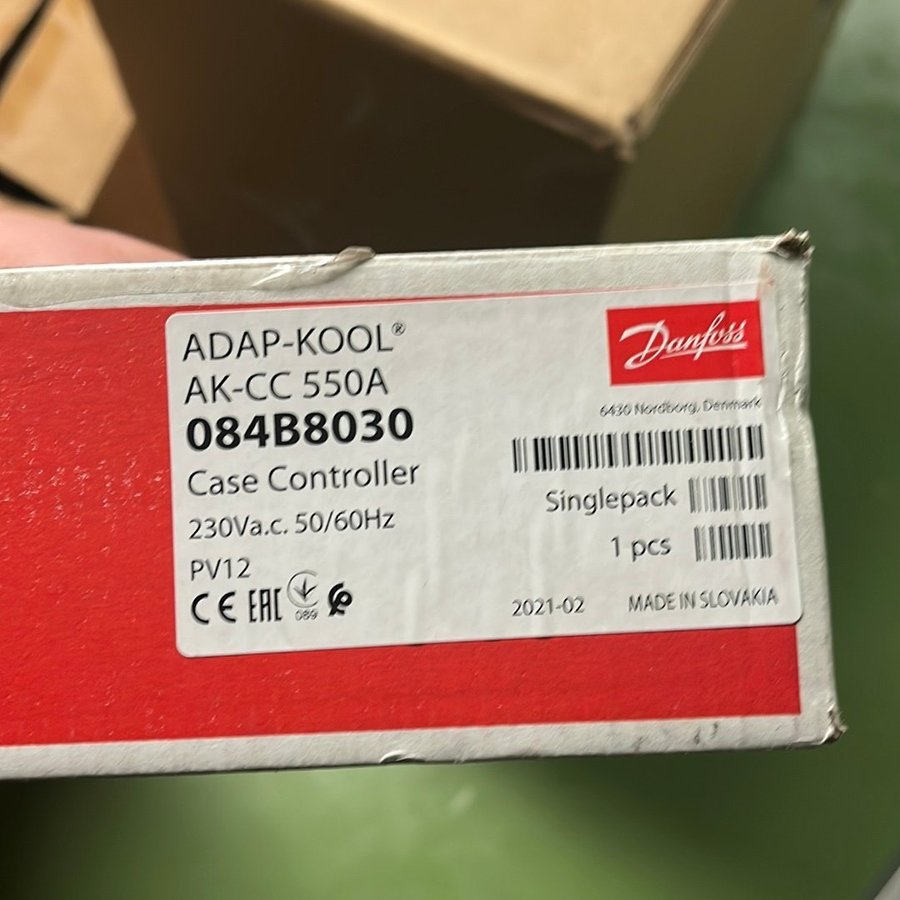 ADAP-KOOL®
AK-CC 550A
084B8030
Case Controller
230Va.c. 50/60Hz
PV12
CE EAC
089
Danfoss
6430 Nordborg, Denmark
Singlepack
1 pcs
2021-02
MADE IN SLOVAKIA